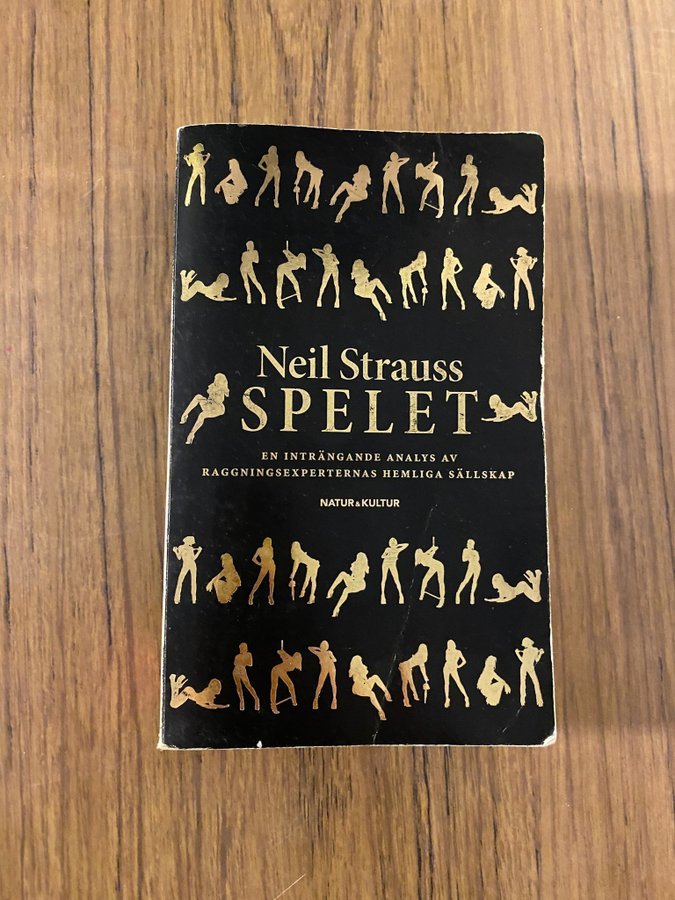 Neil Strauss
SPELET
EN INTRÄNGANDE ANALYS AV
RAGGNINGSEXPERTERNAS HEMLIGA SÄLLSKAP
NATUR & KULTUR